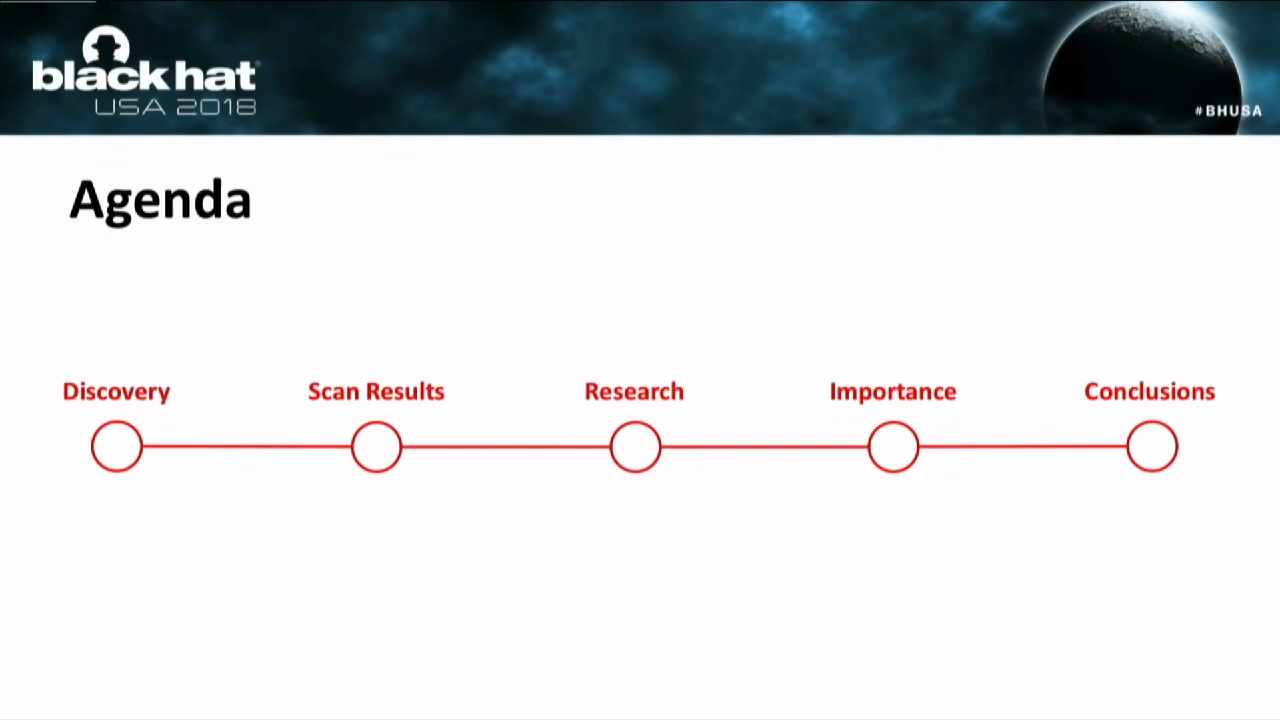 black hat
USA 2018
#BHUSA
Agenda
Discovery
Scan Results
Research
Importance
Conclusions